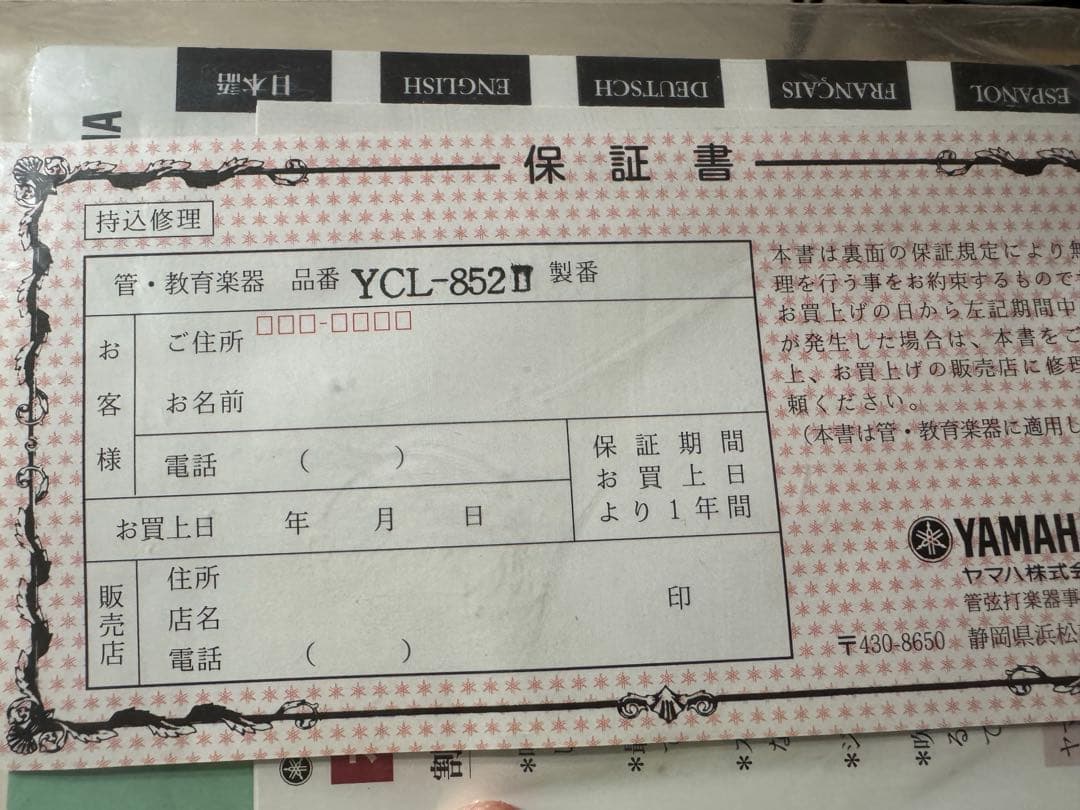 日本語 ENGLISH DEUTSCH FRANÇAIS ESPAÑOL
保証書
持込修理
管・教育楽器 品番 YCL-852Ⅱ 製番
お客様
ご住所 □□□-□□□□
お名前
電話 ( )
保証期間
お買上日
より1年間
お買上日 年 月 日
販売店
住所
店名 印
電話 ( )
本書は裏面の保証規定により無
理を行う事をお約束するもので
お買上げの日から左記期間中
が発生した場合は、本書をご
上、お買上げの販売店に修理
頼ください。
(本書は管・教育楽器に適用し
YAMAH
ヤマハ株式会
管弦打楽器事
〒430-8650 静岡県浜松